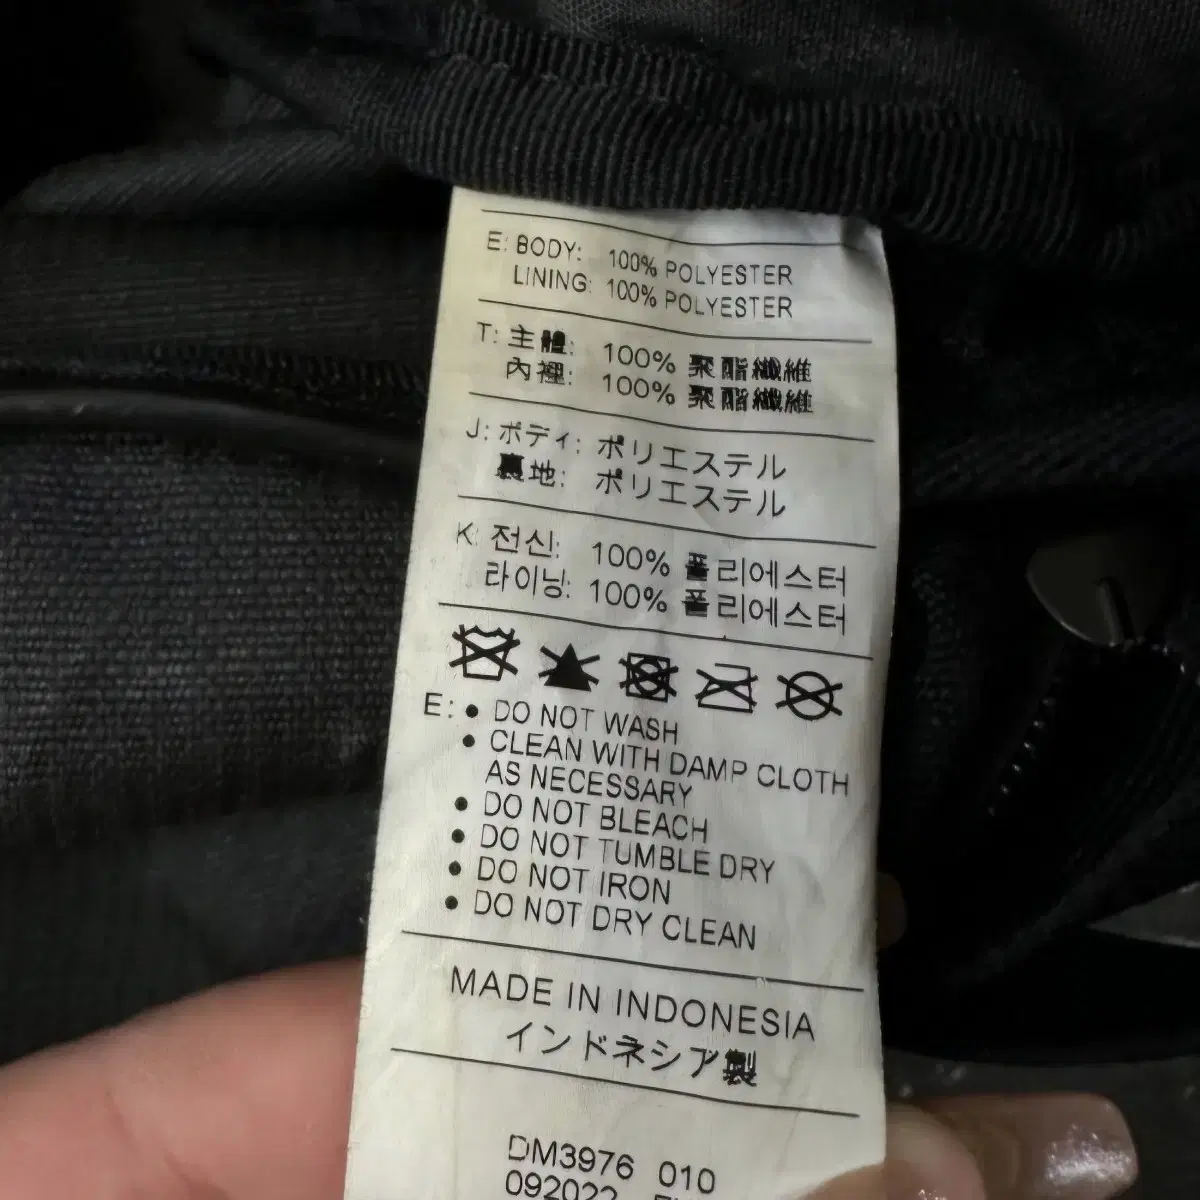 E: BODY: 100% POLYESTER
LINING: 100% POLYESTER
T: 主體: 100% 聚酯纖維
內裡: 100% 聚酯纖維
J: ボディ: ポリエステル
裏地: ポリエステル
K: 전신: 100% 폴리에스터
라이닝: 100% 폴리에스터
E: • DO NOT WASH
• CLEAN WITH DAMP CLOTH
AS NECESSARY
• DO NOT BLEACH
• DO NOT TUMBLE DRY
• DO NOT IRON
• DO NOT DRY CLEAN
MADE IN INDONESIA
インドネシア製
DM3976 010
092022